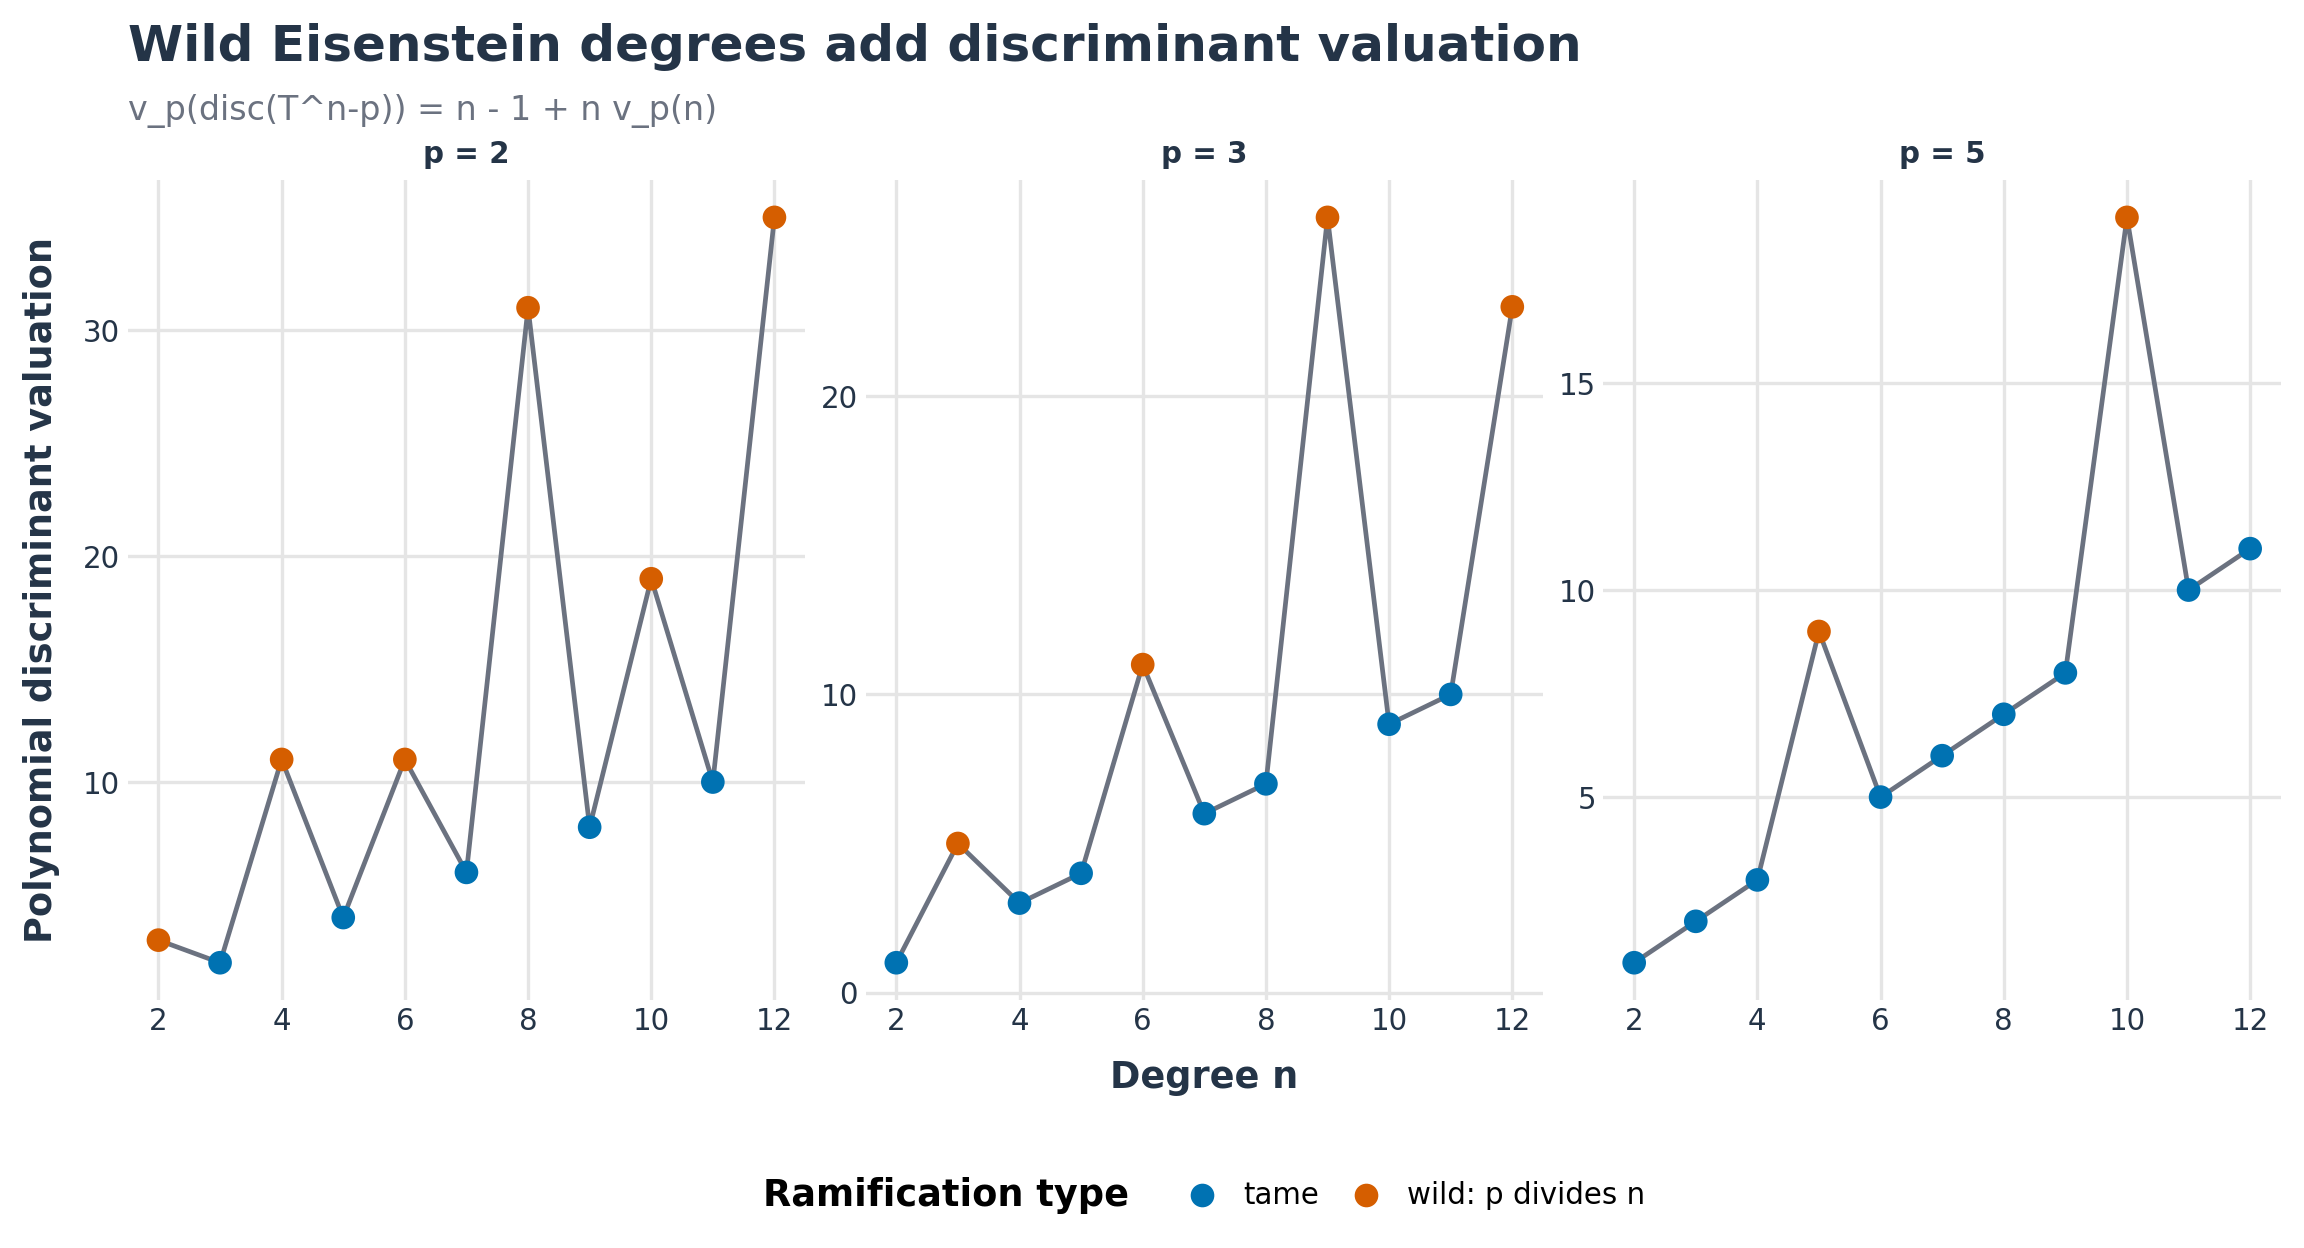 Wild Eisenstein degrees add discriminant valuation
v_p(disc(T^n-p)) = n - 1 + n v_p(n)
p = 2
p = 3
p = 5
Polynomial discriminant valuation
30
20
10
20
10
0
15
10
5
2 4 6 8 10 12
2 4 6 8 10 12
2 4 6 8 10 12
Degree n
Ramification type
tame
wild: p divides n